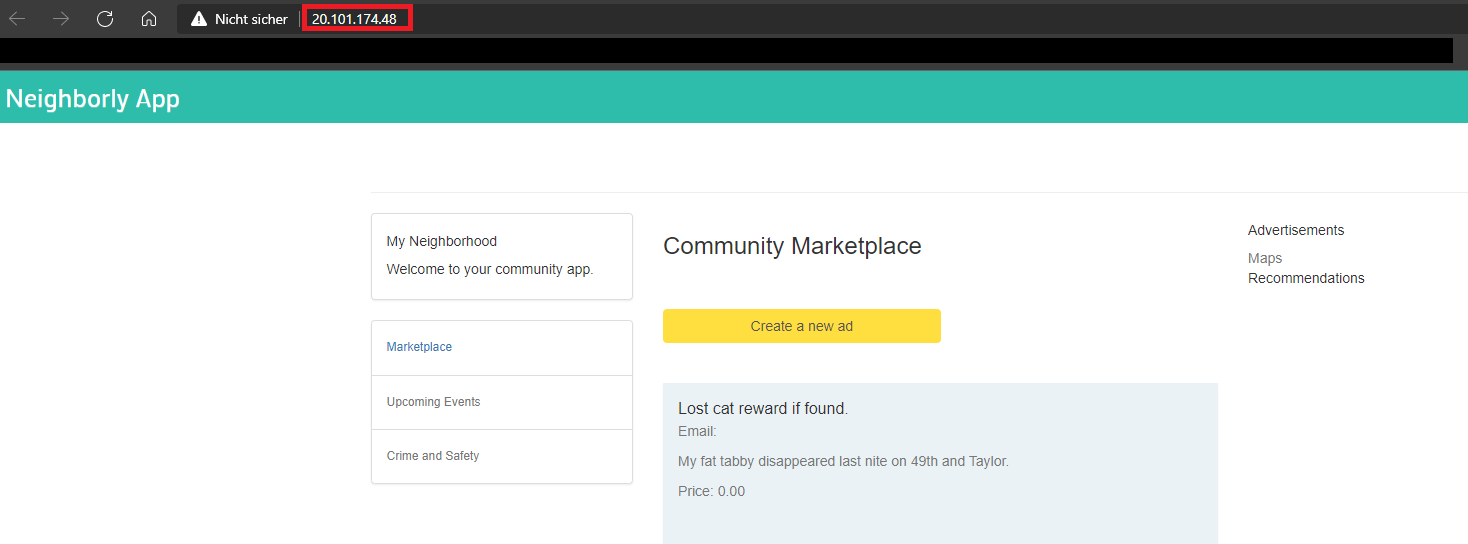 Nicht sicher | 20.101.174.48
Neighborly App
My Neighborhood
Welcome to your community app.
Marketplace
Upcoming Events
Crime and Safety
Community Marketplace
Create a new ad
Lost cat reward if found.
Email:
My fat tabby disappeared last nite on 49th and Taylor.
Price: 0.00
Advertisements
Maps
Recommendations